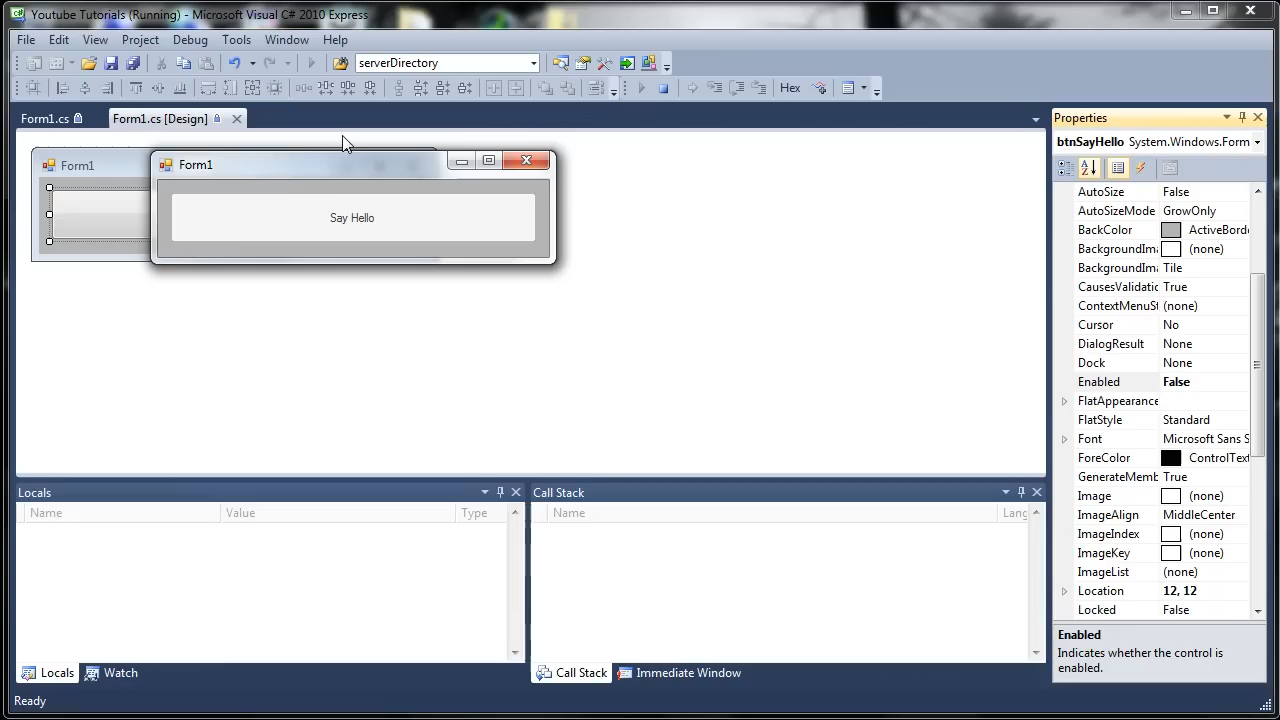 Youtube Tutorials (Running) - Microsoft Visual C# 2010 Express
File Edit View Project Debug Tools Window Help
serverDirectory
Hex
Form1.cs Form1.cs [Design]
Form1
Form1
Say Hello
Properties
btnSayHello System.Windows.Form
AutoSize False
AutoSizeMode GrowOnly
BackColor ActiveBorde
BackgroundIma (none)
BackgroundIma Tile
CausesValidatic True
ContextMenuSt (none)
Cursor No
DialogResult None
Dock None
Enabled False
FlatAppearance
FlatStyle Standard
Font Microsoft Sans S
ForeColor ControlText
GenerateMemb True
Image (none)
ImageAlign MiddleCenter
ImageIndex (none)
ImageKey (none)
ImageList (none)
Location 12, 12
Locked False
Enabled
Indicates whether the control is
enabled.
Locals
Name Value Type
Call Stack
Name Lang
Locals Watch
Call Stack Immediate Window
Ready